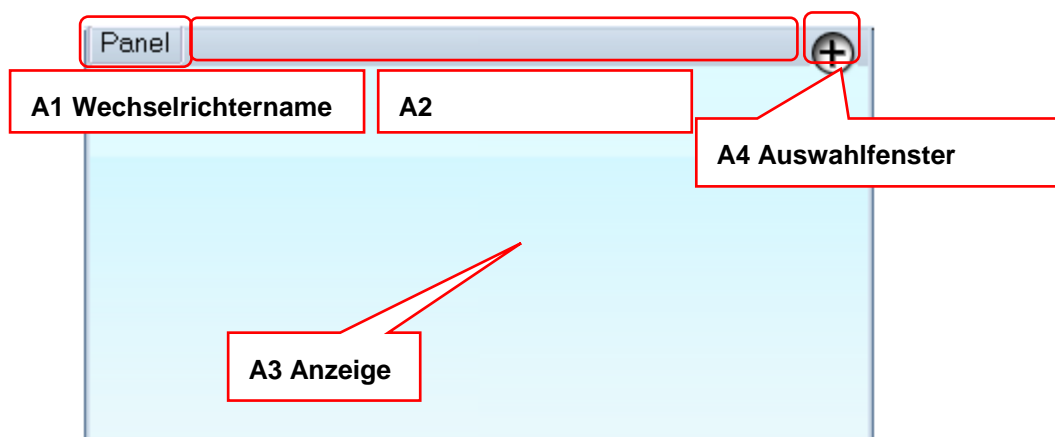 Panel
A1 Wechselrichtername
A2
A4 Auswahlfenster
A3 Anzeige